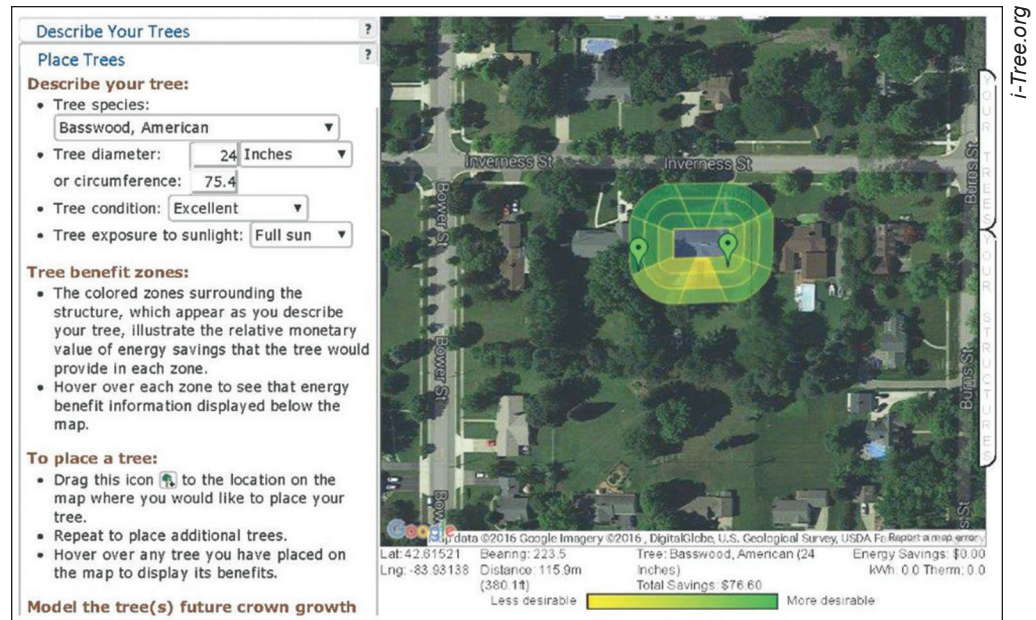 Describe Your Trees ?
Place Trees ?
Describe your tree:
• Tree species:
Basswood, American
• Tree diameter: 24 Inches
or circumference: 75.4
• Tree condition: Excellent
• Tree exposure to sunlight: Full sun
Tree benefit zones:
• The colored zones surrounding the
structure, which appear as you describe
your tree, illustrate the relative monetary
value of energy savings that the tree would
provide in each zone.
• Hover over each zone to see that energy
benefit information displayed below the
map.
To place a tree:
• Drag this icon to the location on the
map where you would like to place your
tree.
• Repeat to place additional trees.
• Hover over any tree you have placed on
the map to display its benefits.
Model the tree(s) future crown growth
Inverness St
Inverness St
Bower St
Bower St
Burns St
Burns St
YOUR TREES
YOUR STRUCTURES
Google
data ©2016 Google Imagery ©2016 , DigitalGlobe, U.S. Geological Survey, USDA
Report a map error
Lat: 42.61521
Lng: -83.93138
Bearing: 223.5
Distance: 115.9m
(380.1ft)
Tree: Basswood, American (24
Inches)
Total Savings: $76.60
Energy Savings: $0.00
kWh: 0.0 Therm: 0.0
Less desirable
More desirable
i-Tree.org